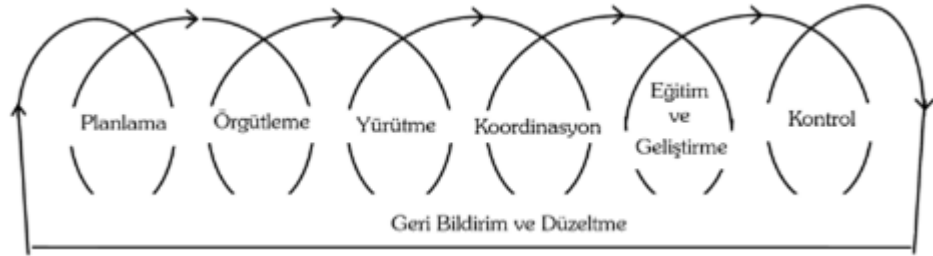 Planlama
Örgütleme
Yürütme
Koordinasyon
Eğitim
ve
Geliştirme
Kontrol
Geri Bildirim ve Düzeltme